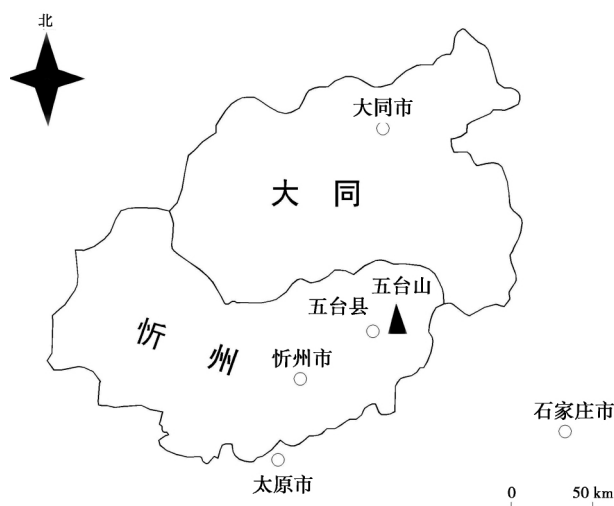 北
大同市
大 同
五台山
五台县
忻 州
忻州市
石家庄市
太原市
0 50 km